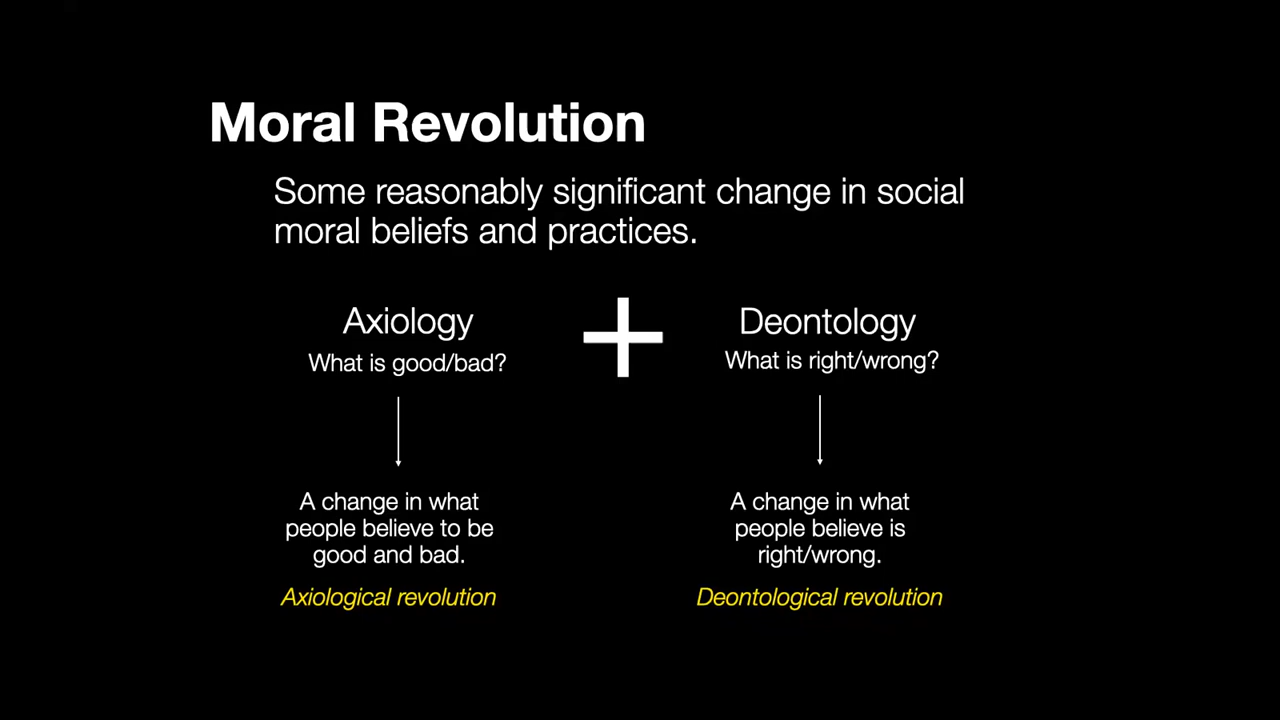 Moral Revolution
Some reasonably significant change in social
moral beliefs and practices.
Axiology
What is good/bad?
A change in what
people believe to be
good and bad.
Axiological revolution
Deontology
What is right/wrong?
A change in what
people believe is
right/wrong.
Deontological revolution